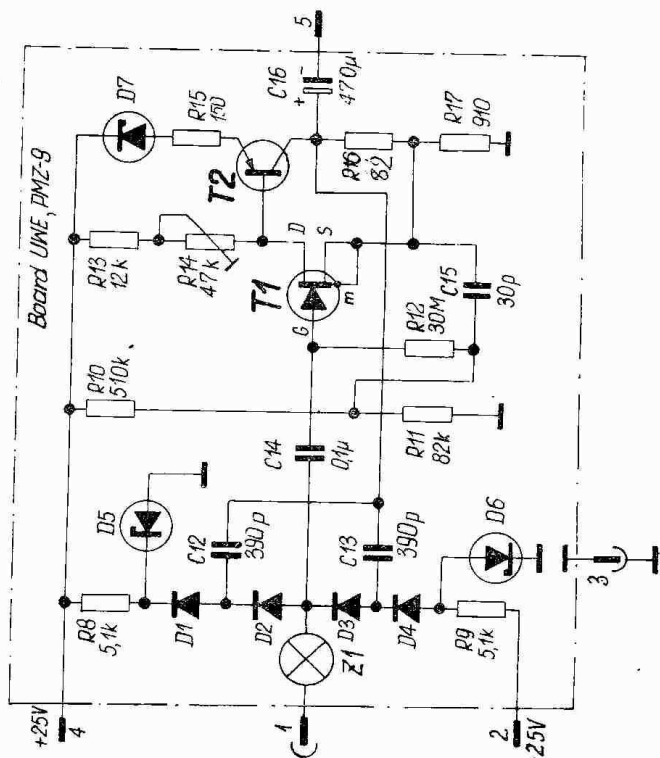 Board UWE, PMZ-9
+25V
4
R8
5,1k
D5
R10
510k
R13
12k
R14
47k
D7
R15
150
T2
D1
C12
390p
D2
C14
0,1µ
G
T1
D
S
m
C16
+
-
470µ
5
1
Z1
D3
C13
390p
R12
30M
C15
30p
R16
82
R17
910
D4
R11
82k
D6
R9
5,1k
2
-25V
3